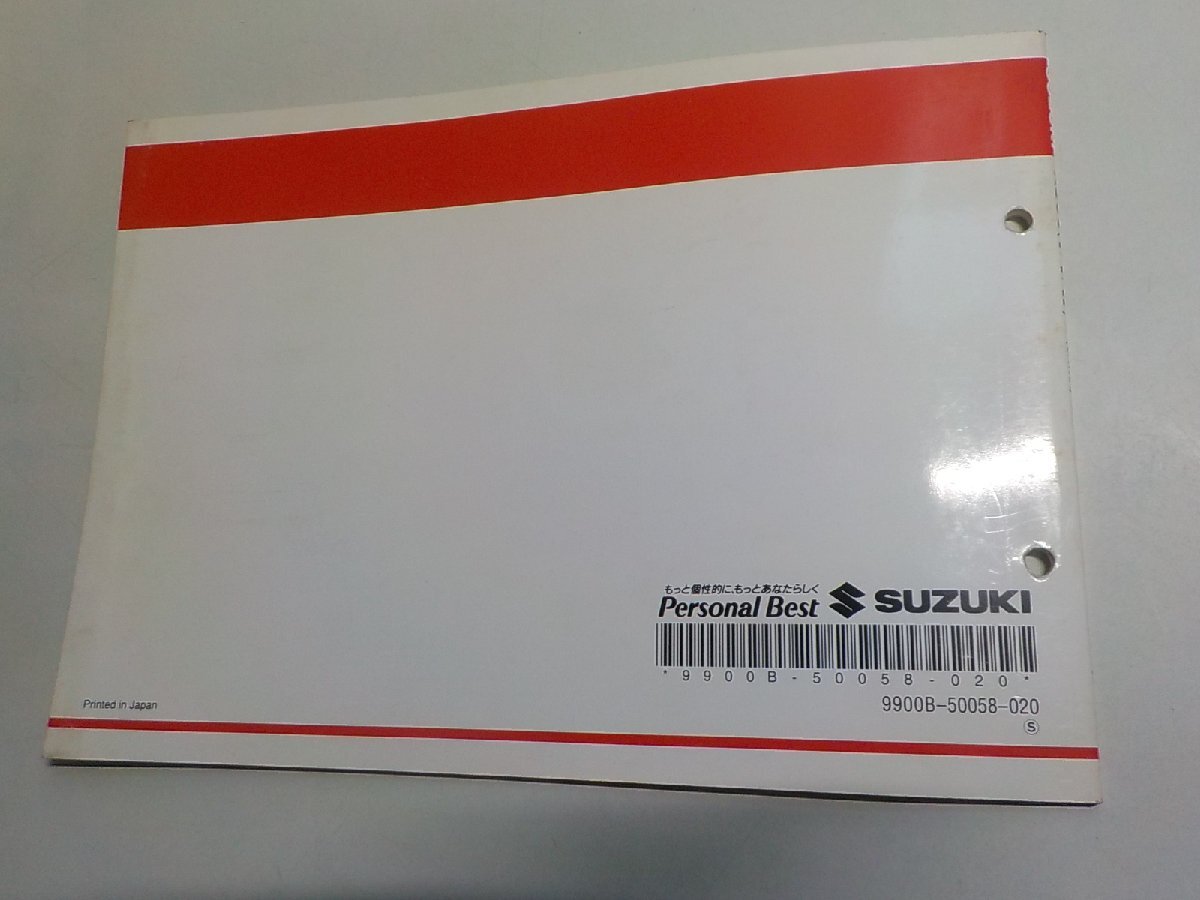 もっと個性的に、もっとあなたらしく
Personal Best SUZUKI
*9900B-50058-020*
9900B-50058-020
S
Printed in Japan